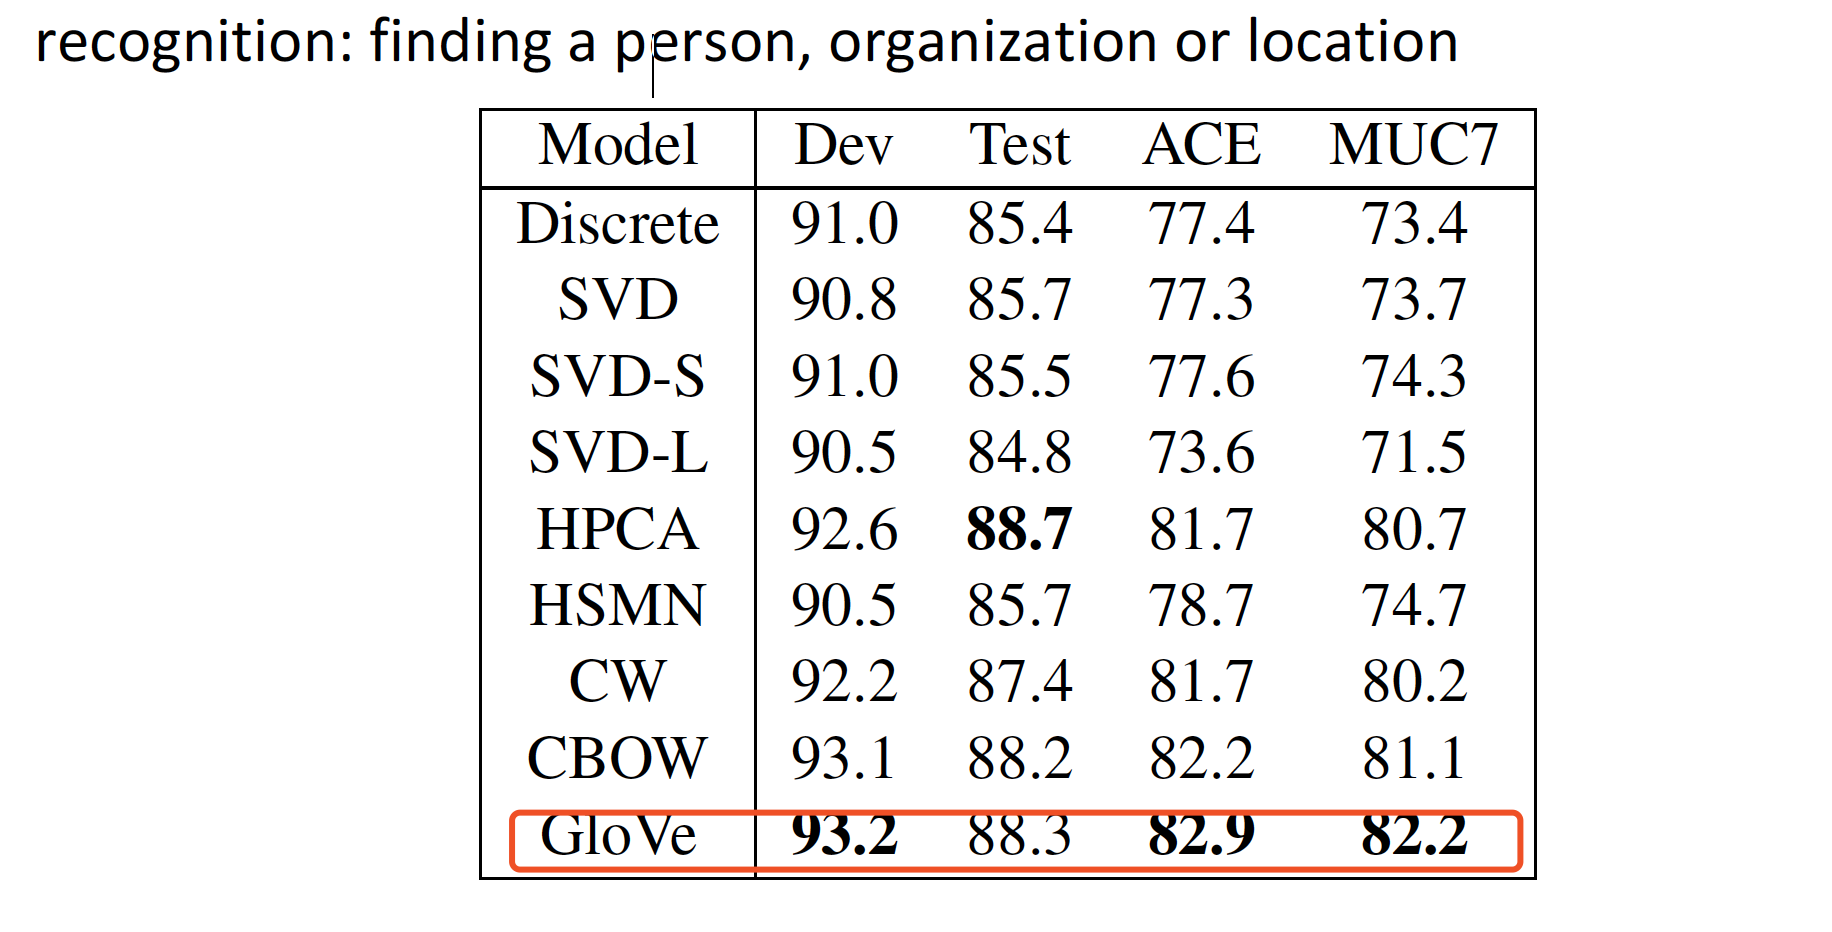 recognition: finding a person, organization or location
Model Dev Test ACE MUC7
Discrete 91.0 85.4 77.4 73.4
SVD 90.8 85.7 77.3 73.7
SVD-S 91.0 85.5 77.6 74.3
SVD-L 90.5 84.8 73.6 71.5
HPCA 92.6 88.7 81.7 80.7
HSMN 90.5 85.7 78.7 74.7
CW 92.2 87.4 81.7 80.2
CBOW 93.1 88.2 82.2 81.1
GloVe 93.2 88.3 82.9 82.2